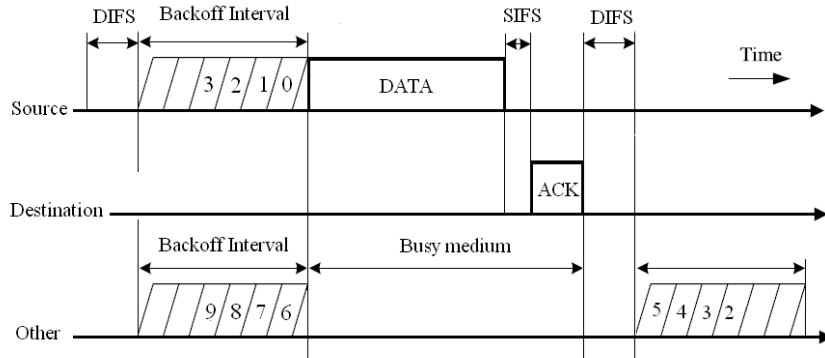 DIFS Backoff Interval SIFS DIFS
Time
3 2 1 0 DATA
Source
ACK
Destination
Backoff Interval Busy medium
9 8 7 6 5 4 3 2
Other